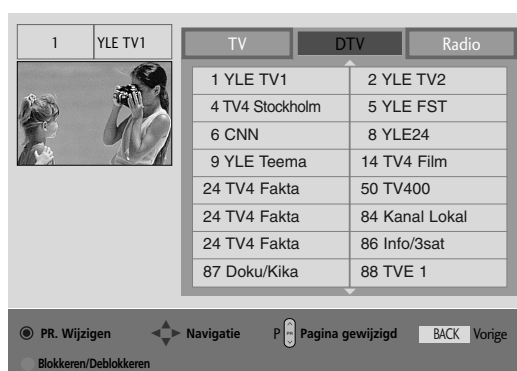 1 YLE TV1
TV DTV Radio
1 YLE TV1 2 YLE TV2
4 TV4 Stockholm 5 YLE FST
6 CNN 8 YLE24
9 YLE Teema 14 TV4 Film
24 TV4 Fakta 50 TV400
24 TV4 Fakta 84 Kanal Lokal
24 TV4 Fakta 86 Info/3sat
87 Doku/Kika 88 TVE 1
PR. Wijzigen Navigatie P PR Pagina gewijzigd BACK Vorige
Blokkeren/Deblokkeren